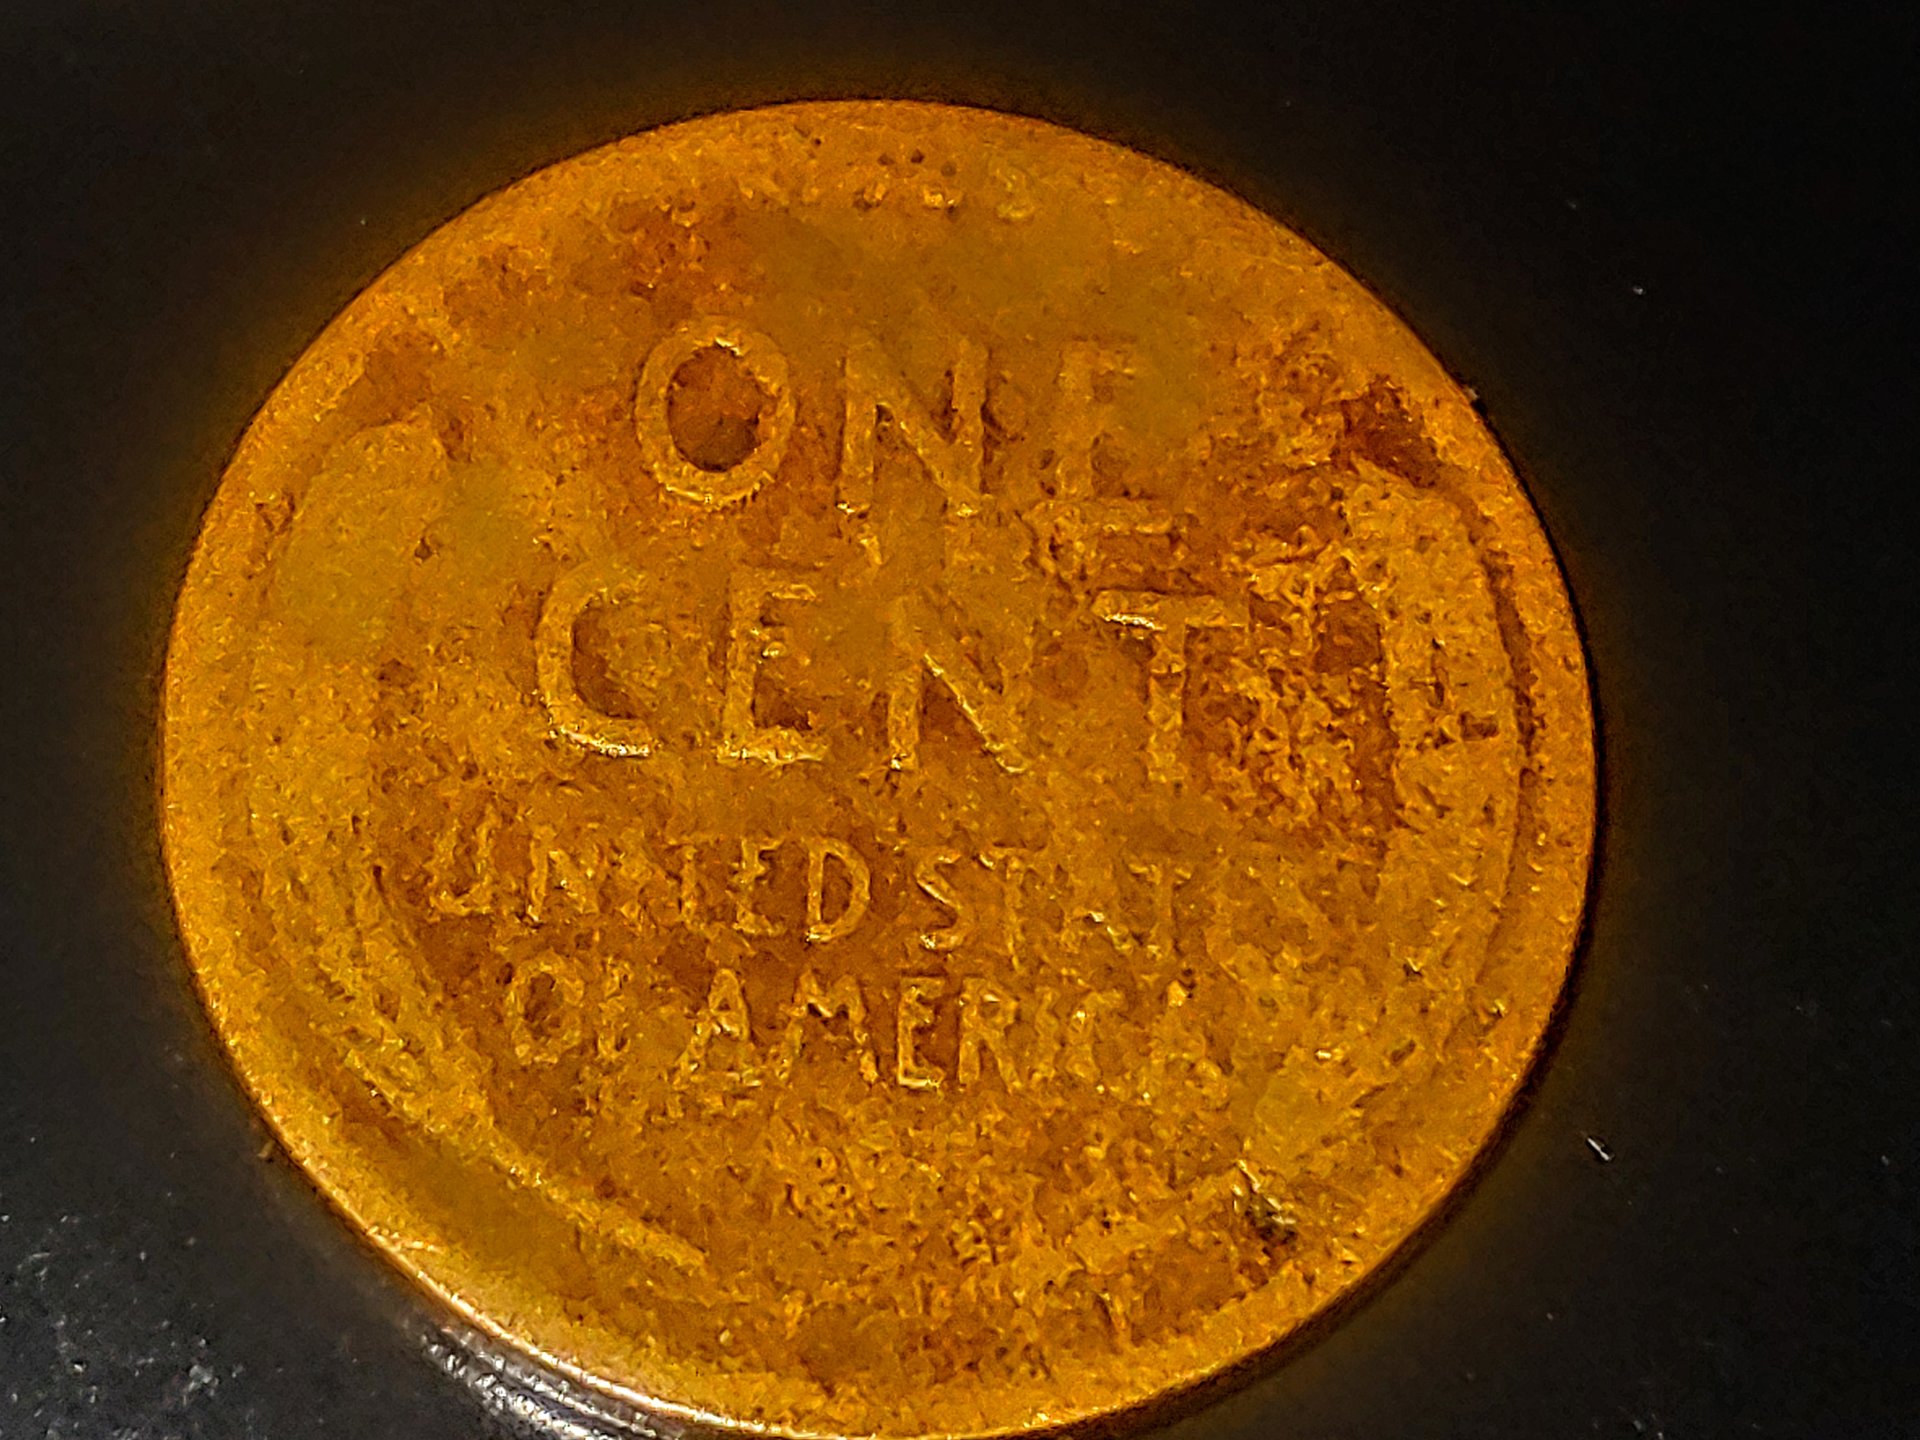 ONE
CENT
UNITED STATES
OF AMERICA